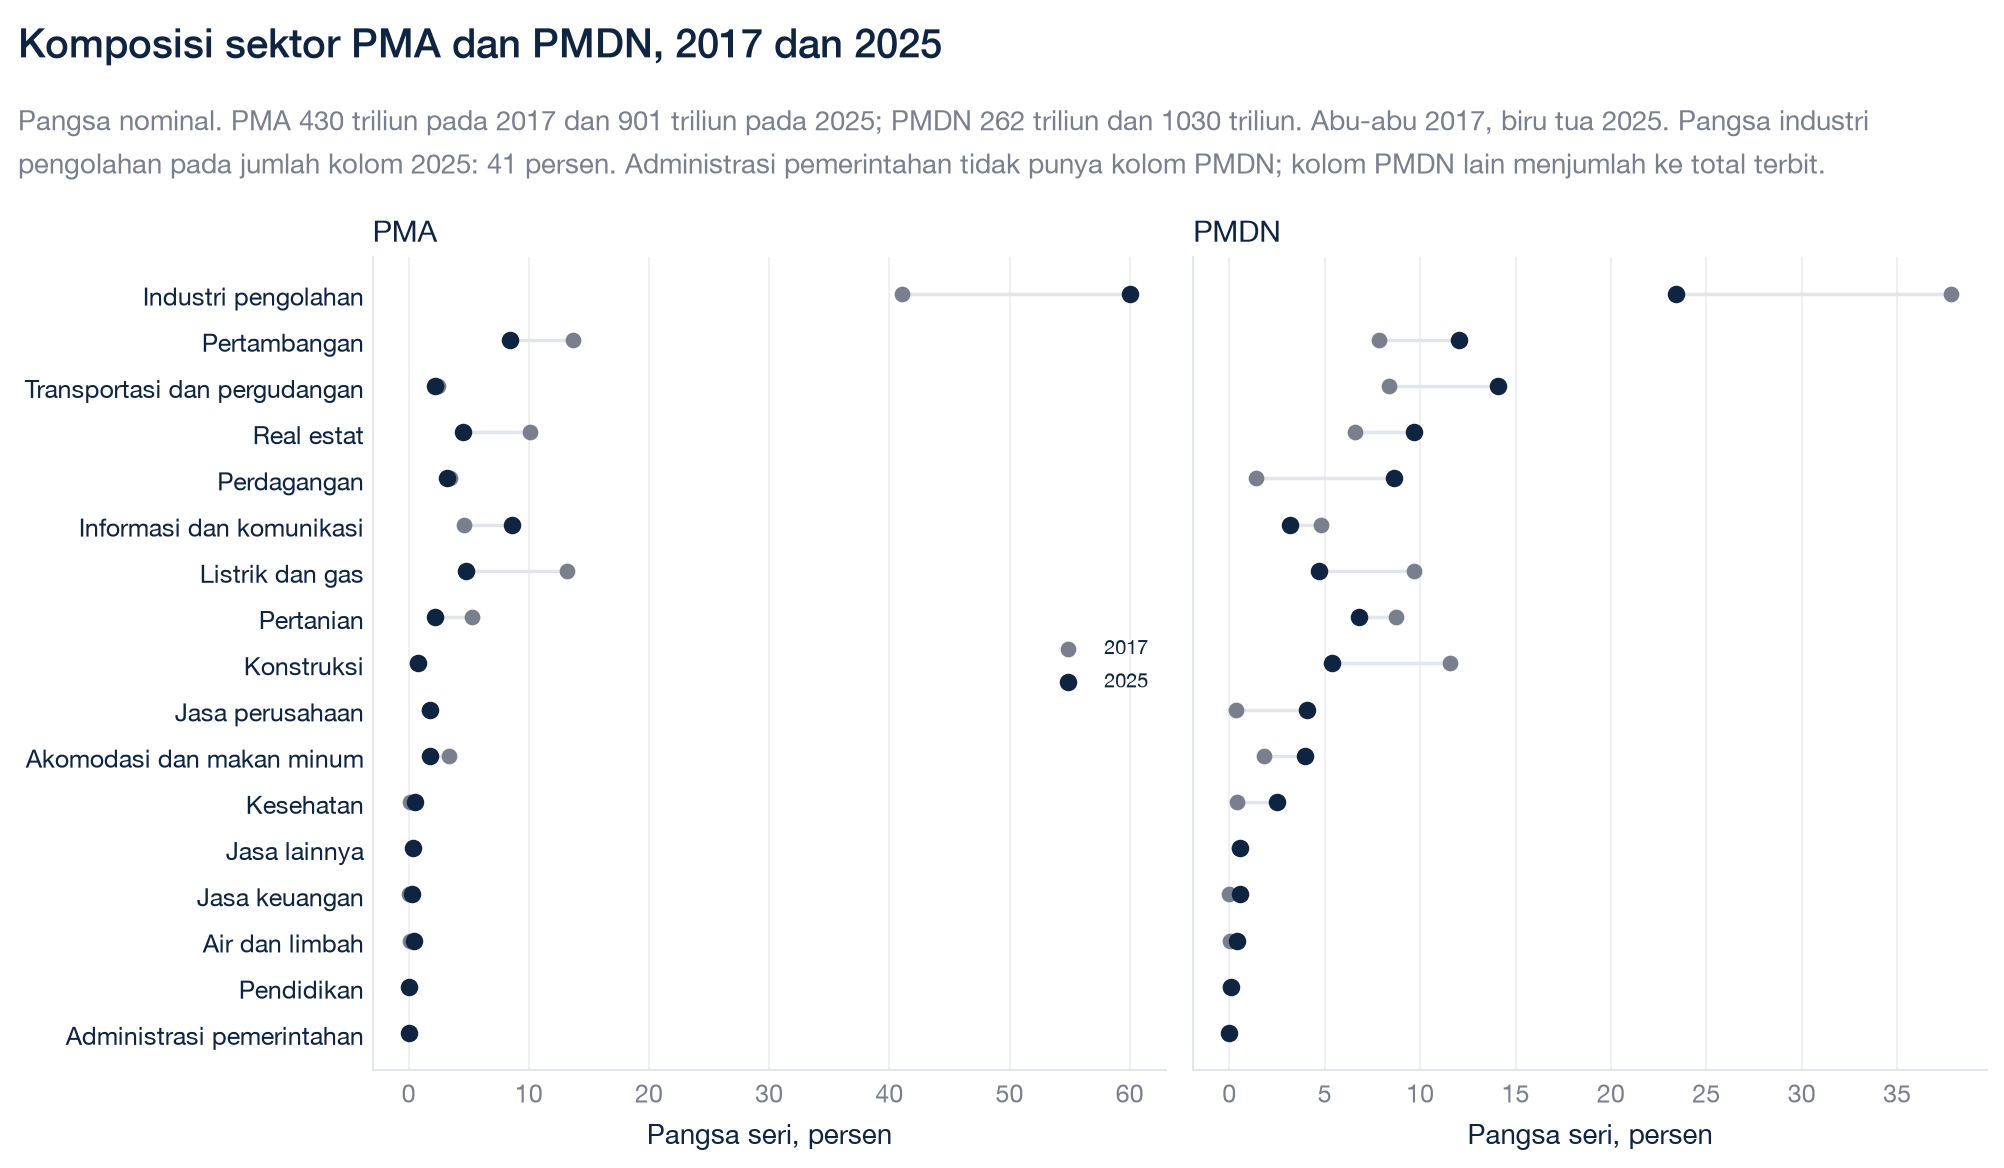 Komposisi sektor PMA dan PMDN, 2017 dan 2025
Pangsa nominal. PMA 430 triliun pada 2017 dan 901 triliun pada 2025; PMDN 262 triliun dan 1030 triliun. Abu-abu 2017, biru tua 2025. Pangsa industri
pengolahan pada jumlah kolom 2025: 41 persen. Administrasi pemerintahan tidak punya kolom PMDN; kolom PMDN lain menjumlah ke total terbit.
PMA
PMDN
Industri pengolahan
Pertambangan
Transportasi dan pergudangan
Real estat
Perdagangan
Informasi dan komunikasi
Listrik dan gas
Pertanian
Konstruksi
Jasa perusahaan
Akomodasi dan makan minum
Kesehatan
Jasa lainnya
Jasa keuangan
Air dan limbah
Pendidikan
Administrasi pemerintahan
2017
2025
0 10 20 30 40 50 60
0 5 10 15 20 25 30 35
Pangsa seri, persen
Pangsa seri, persen